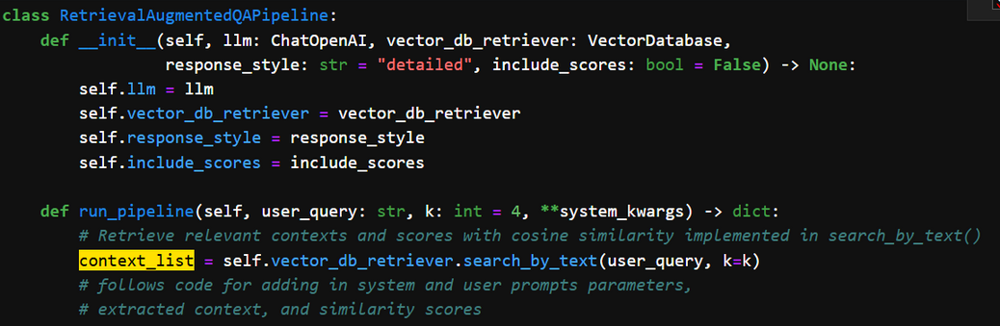 class RetrievalAugmentedQAPipeline:
    def __init__(self, llm: ChatOpenAI, vector_db_retriever: VectorDatabase,
                 response_style: str = "detailed", include_scores: bool = False) -> None:
        self.llm = llm
        self.vector_db_retriever = vector_db_retriever
        self.response_style = response_style
        self.include_scores = include_scores

    def run_pipeline(self, user_query: str, k: int = 4, **system_kwargs) -> dict:
        # Retrieve relevant contexts and scores with cosine similarity implemented in search_by_text()
        context_list = self.vector_db_retriever.search_by_text(user_query, k=k)
        # follows code for adding in system and user prompts parameters,
        # extracted context, and similarity scores